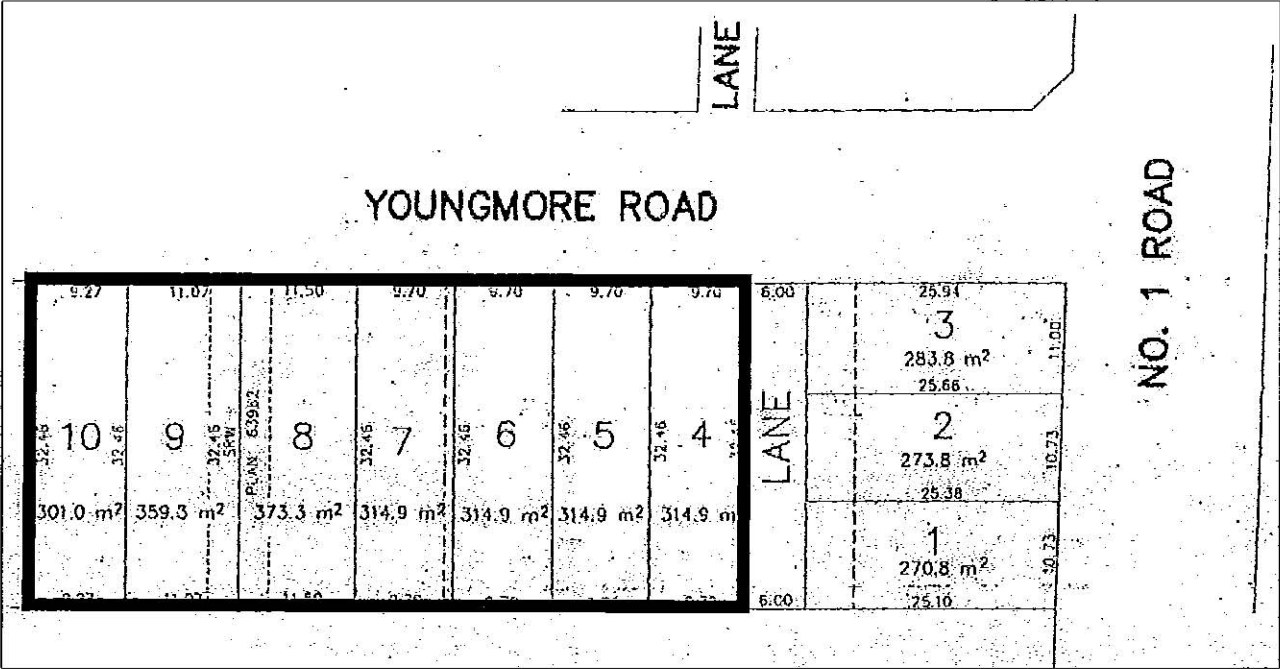 LANE
YOUNGMORE ROAD
NO. 1 ROAD
9.27 11.07 11.50 9.70 9.70 9.70 9.70 6.00 25.94
3
11.00
283.8 m²
25.66
LANE
2
10.73
273.8 m²
25.38
1
10.73
270.8 m²
6.00 25.10
10 9 8 7 6 5 4
32.46 32.46 32.46 32.46 32.46 32.46
SRW
PLAN 63962
301.0 m² 359.3 m² 373.3 m² 314.9 m² 314.9 m² 314.9 m² 314.9 m